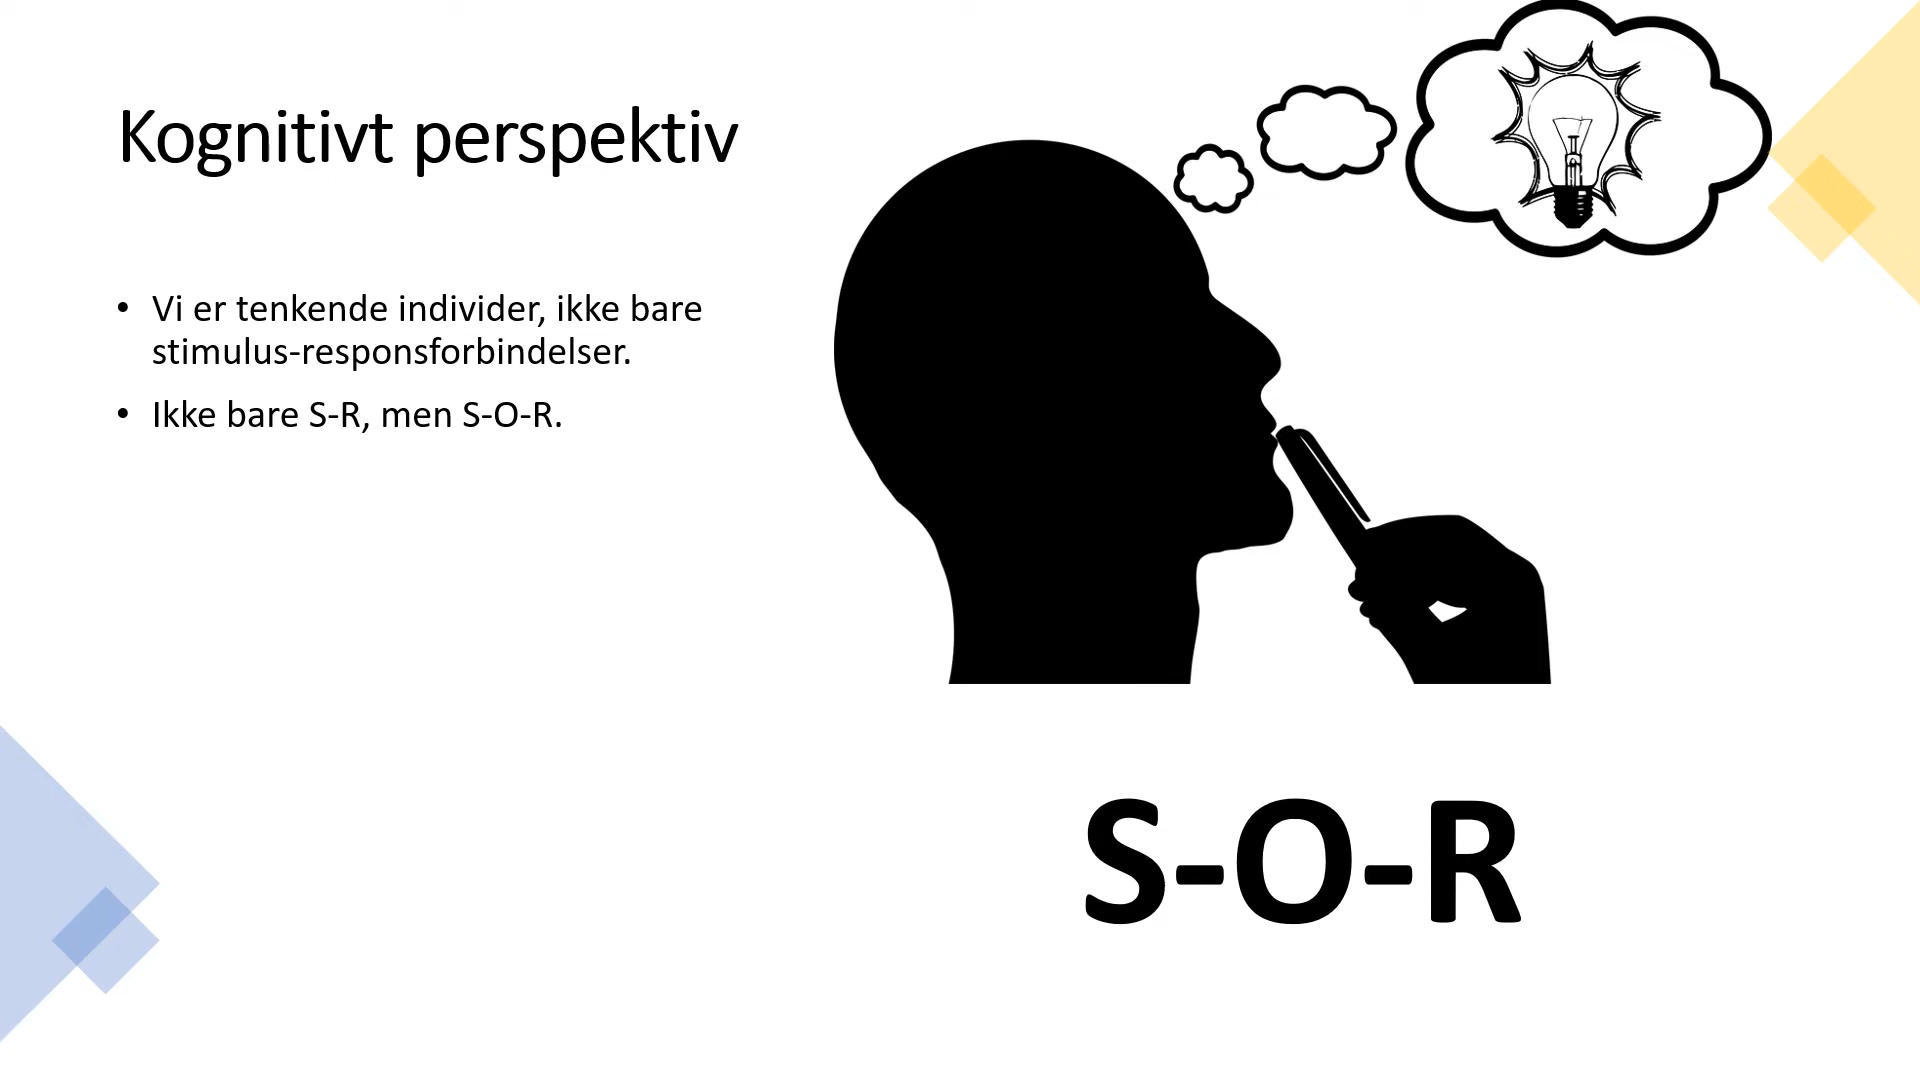 Kognitivt perspektiv
• Vi er tenkende individer, ikke bare
stimulus-responsforbindelser.
• Ikke bare S-R, men S-O-R.
S-O-R